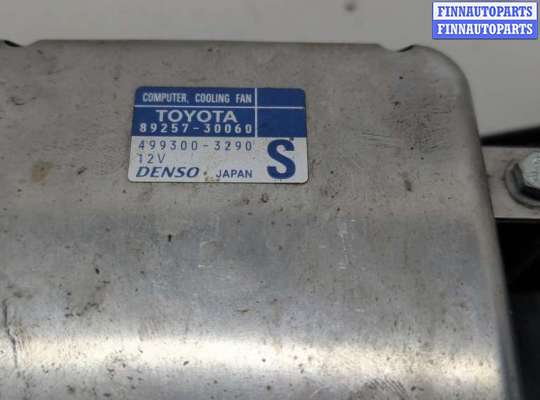 FINNAUTOPARTS
FINNAUTOPARTS
COMPUTER, COOLING FAN
TOYOTA
89257-30060
499300-3290
12V
S
DENSO JAPAN